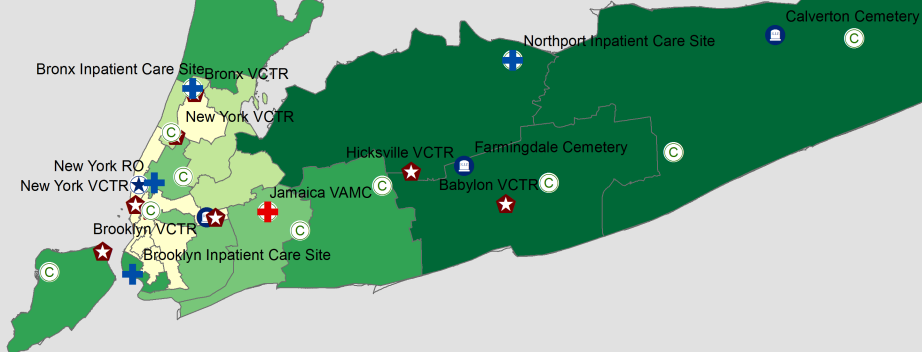 Calverton Cemetery
C
Northport Inpatient Care Site
Bronx Inpatient Care Site
Bronx VCTR
New York VCTR
C
Hicksville VCTR
Farmingdale Cemetery
C
New York RO
C
New York VCTR
Jamaica VAMC
C
Babylon VCTR
C
C
Brooklyn VCTR
C
Brooklyn Inpatient Care Site
C